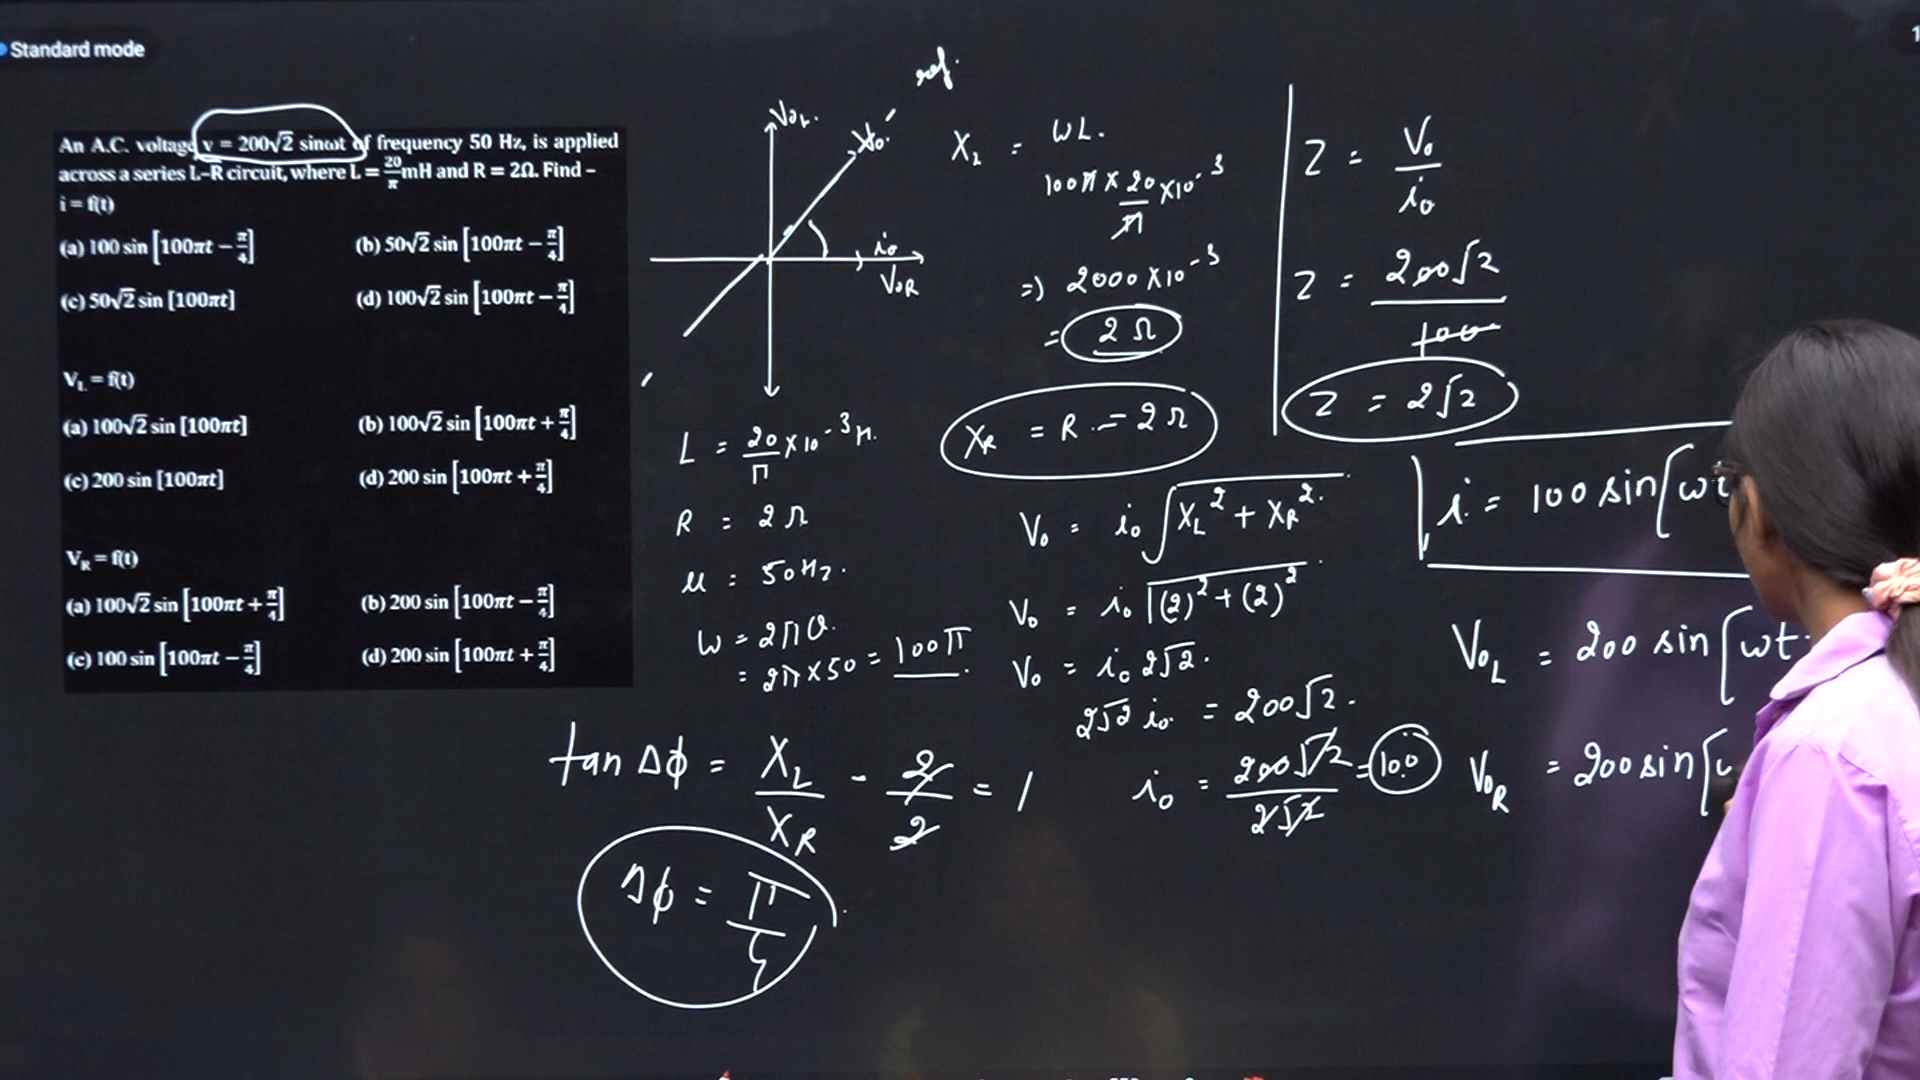 Standard mode
An A.C. voltage v = 200√2 sinωt of frequency 50 Hz, is applied
across a series L–R circuit, where L = 20/π mH and R = 2Ω. Find –
i = f(t)
(a) 100 sin [100πt − π/4]
(b) 50√2 sin [100πt − π/4]
(c) 50√2 sin [100πt]
(d) 100√2 sin [100πt − π/4]
V_L = f(t)
(a) 100√2 sin [100πt]
(b) 100√2 sin [100πt + π/4]
(c) 200 sin [100πt]
(d) 200 sin [100πt + π/4]
V_R = f(t)
(a) 100√2 sin [100πt + π/4]
(b) 200 sin [100πt − π/4]
(c) 100 sin [100πt − π/4]
(d) 200 sin [100πt + π/4]
ref.
V₀L.
V₀
i₀
V₀R
L = 20/π × 10⁻³ H.
R = 2 Ω
ν = 50Hz.
ω = 2πν.
= 2π × 50 = 100π.
tan Δϕ = X_L/X_R − 2/2 = 1
Δϕ = π/4
X_L = ωL.
100π × 20/π × 10⁻³
=) 2000 × 10⁻³
= 2 Ω
X_R = R = 2 Ω
V₀ = i₀ √X_L² + X_R².
V₀ = i₀ √(2)² + (2)²
V₀ = i₀ 2√2.
2√2 i₀ = 200√2.
i₀ = 200√2/2√2 = 100
Z = V₀/i₀
Z = 200√2/100
Z = 2√2
i = 100 sin[ωt
V₀L = 200 sin[ωt
V₀R = 200 sin[
1